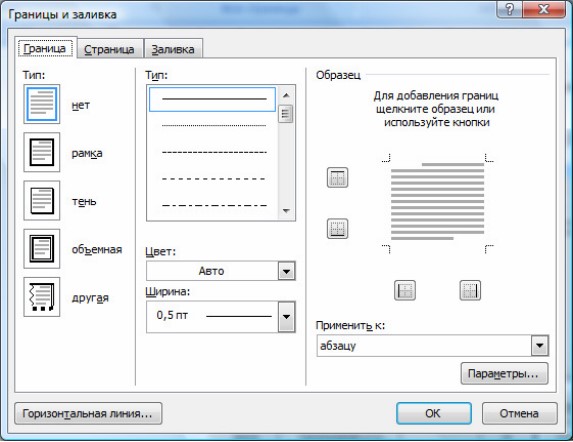 Границы и заливка
Граница
Страница
Заливка
Тип:
нет
рамка
тень
объемная
другая
Тип:
Цвет:
Авто
Ширина:
0,5 пт
Образец
Для добавления границ
щелкните образец или
используйте кнопки
Применить к:
абзацу
Параметры...
Горизонтальная линия...
ОК
Отмена